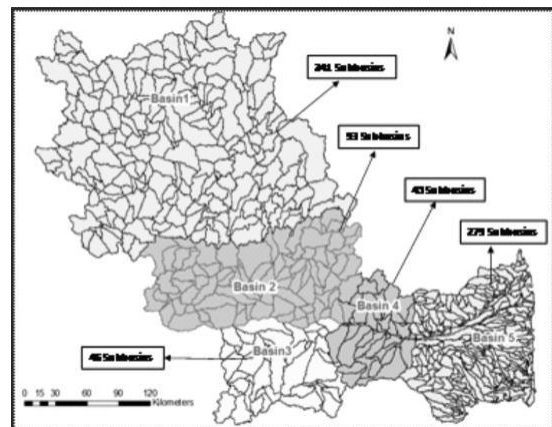 N
241 Subbasins
Basin1
93 Subbasins
43 Subbasins
279 Subbasins
Basin 2
Basin 4
Basin 5
Basin3
46 Subbasins
0 15 30 60 90 120
Kilometers